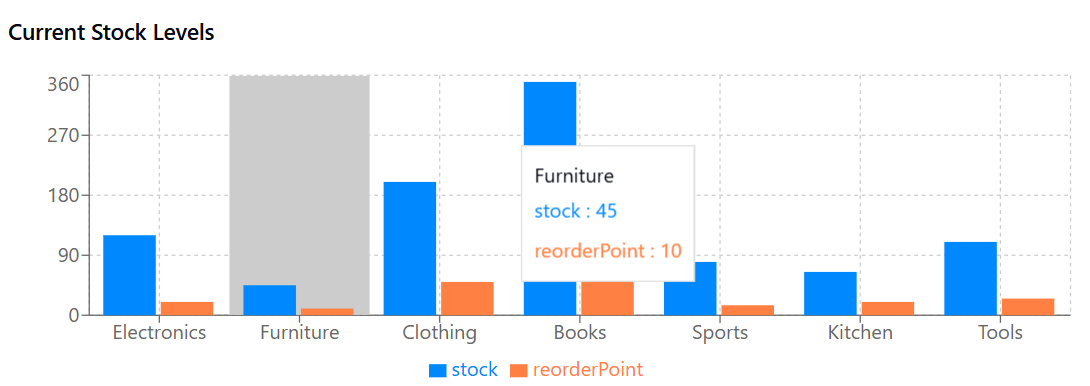 Current Stock Levels
360
270
180
90
0
Furniture
stock : 45
reorderPoint : 10
Electronics Furniture Clothing Books Sports Kitchen Tools
stock reorderPoint